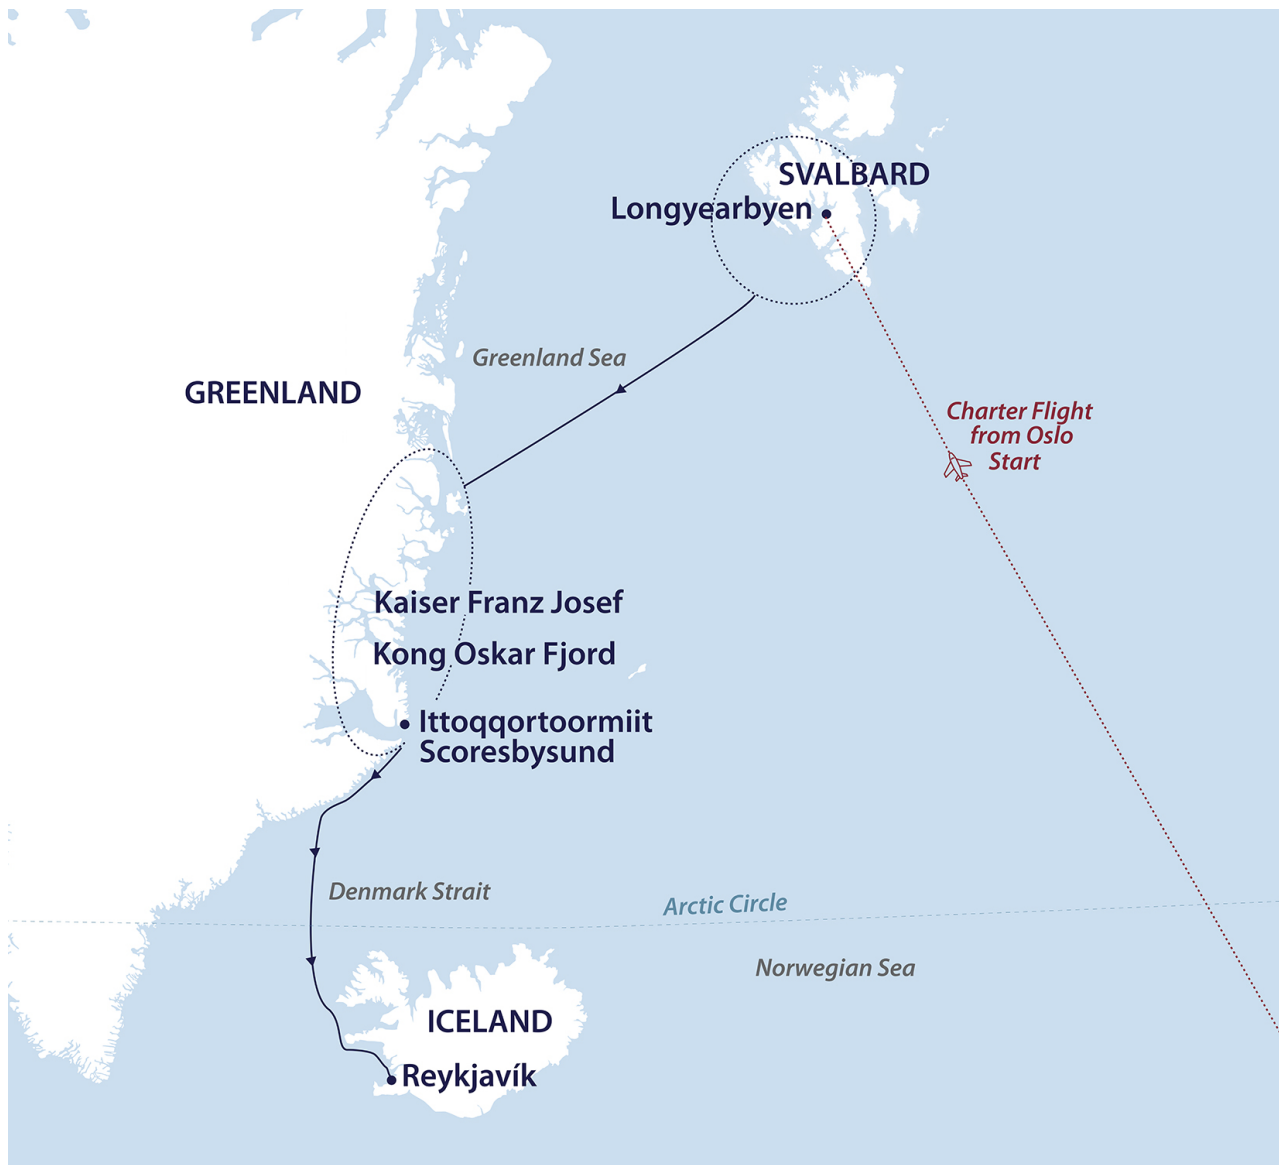 SVALBARD
Longyearbyen
Greenland Sea
GREENLAND
Charter Flight
from Oslo
Start
Kaiser Franz Josef
Kong Oskar Fjord
Ittoqqortoormiit
Scoresbysund
Denmark Strait
Arctic Circle
Norwegian Sea
ICELAND
Reykjavík